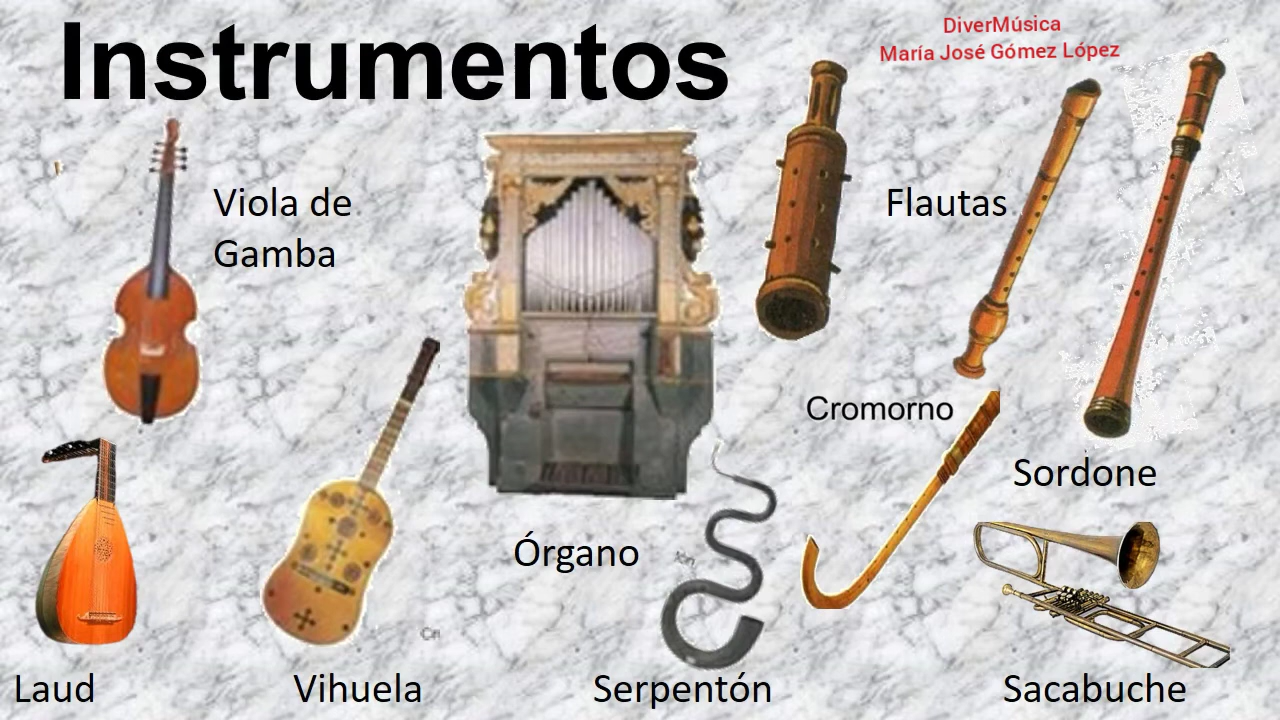 Instrumentos
DiverMúsica
María José Gómez López
Viola de
Gamba
Flautas
Cromorno
Sordone
Órgano
Laud
Vihuela
Serpentón
Sacabuche